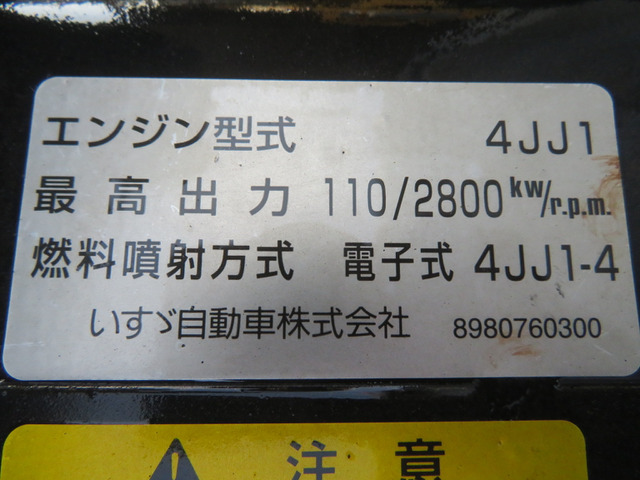 エンジン型式 4JJ1
最高出力 110/2800 kw/r.p.m.
燃料噴射方式 電子式 4JJ1-4
いすゞ自動車株式会社 8980760300
注意